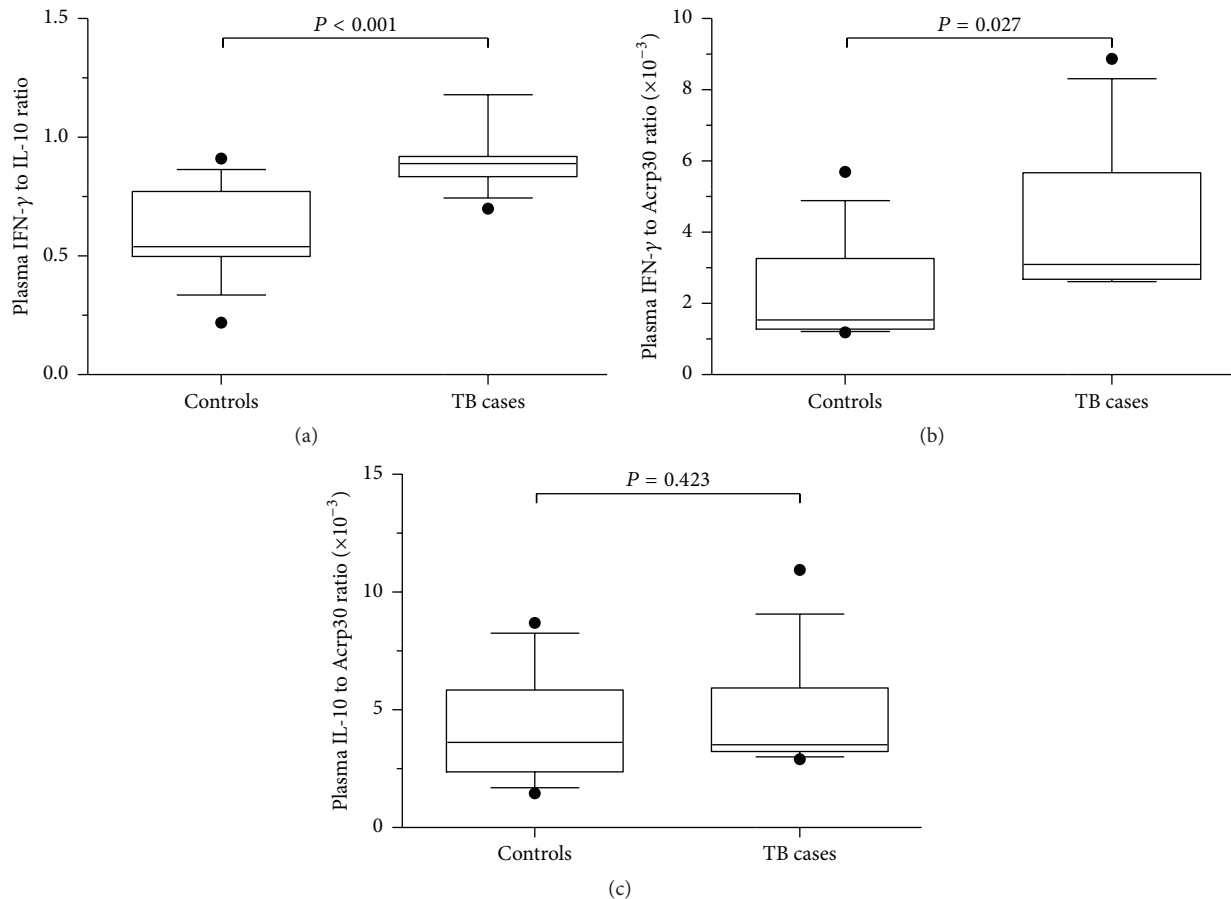 Plasma IFN-γ to IL-10 ratio
1.5
1.0
0.5
0.0
P < 0.001
Controls
TB cases
(a)
Plasma IFN-γ to Acrp30 ratio (×10⁻³)
10
8
6
4
2
0
P = 0.027
Controls
TB cases
(b)
Plasma IL-10 to Acrp30 ratio (×10⁻³)
15
10
5
0
P = 0.423
Controls
TB cases
(c)